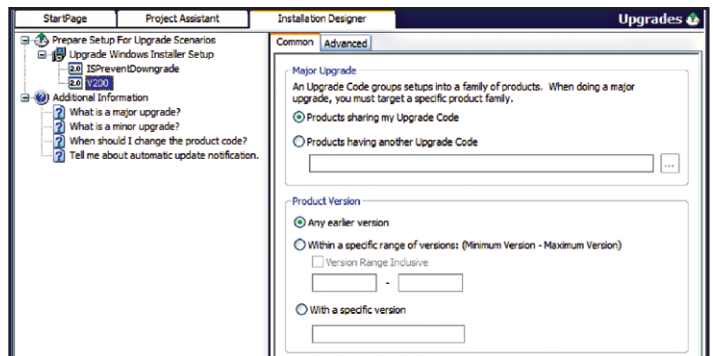 StartPage
Project Assistant
Installation Designer
Upgrades
Prepare Setup For Upgrade Scenarios
Upgrade Windows Installer Setup
2.0 ISPreventDowngrade
2.0 V200
Additional Information
What is a major upgrade?
What is a minor upgrade?
When should I change the product code?
Tell me about automatic update notification.
Common
Advanced
Major Upgrade
An Upgrade Code groups setups into a family of products. When doing a major
upgrade, you must target a specific product family.
Products sharing my Upgrade Code
Products having another Upgrade Code
...
Product Version
Any earlier version
Within a specific range of versions: (Minimum Version - Maximum Version)
Version Range Inclusive
-
With a specific version